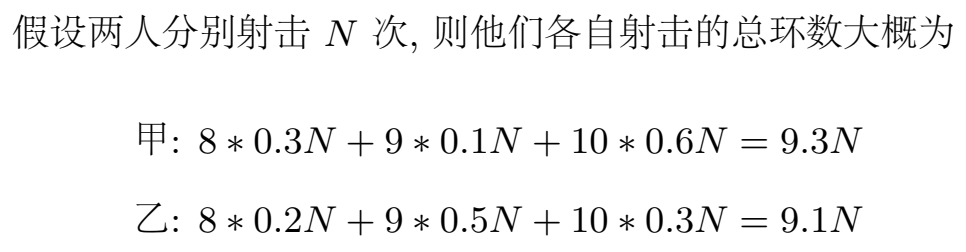 假设两人分别射击 N 次, 则他们各自射击的总环数大概为
甲: 8 ∗ 0.3N + 9 ∗ 0.1N + 10 ∗ 0.6N = 9.3N
乙: 8 ∗ 0.2N + 9 ∗ 0.5N + 10 ∗ 0.3N = 9.1N